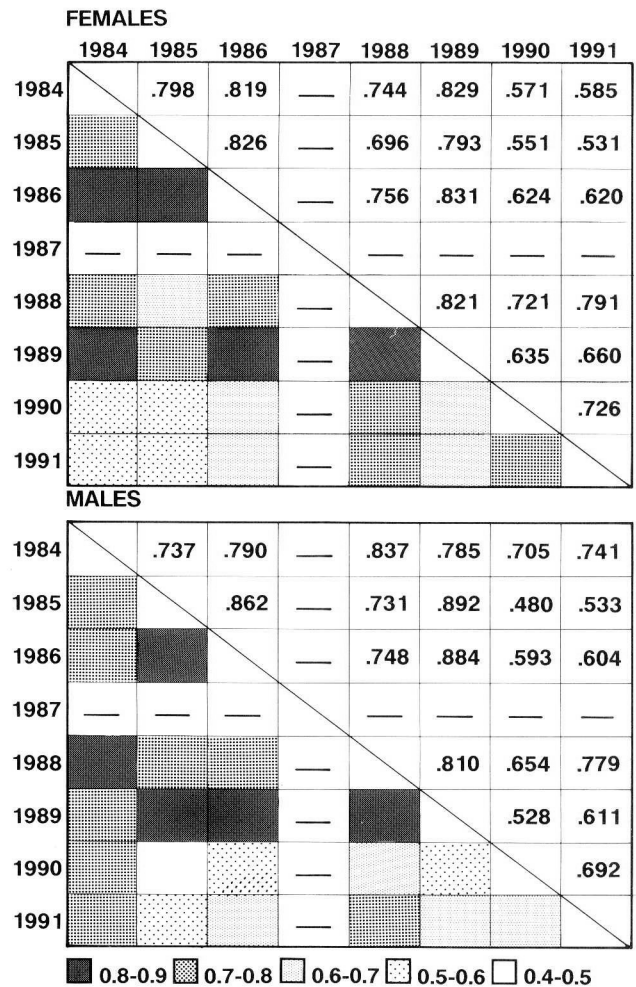 FEMALES
1984 1985 1986 1987 1988 1989 1990 1991
1984 .798 .819 — .744 .829 .571 .585
1985 .826 — .696 .793 .551 .531
1986 — .756 .831 .624 .620
1987 — — — — — — —
1988 — .821 .721 .791
1989 — .635 .660
1990 — .726
1991 —
MALES
1984 .737 .790 — .837 .785 .705 .741
1985 .862 — .731 .892 .480 .533
1986 — .748 .884 .593 .604
1987 — — — — — — —
1988 — .810 .654 .779
1989 — .528 .611
1990 — .692
1991 —
0.8-0.9 0.7-0.8 0.6-0.7 0.5-0.6 0.4-0.5